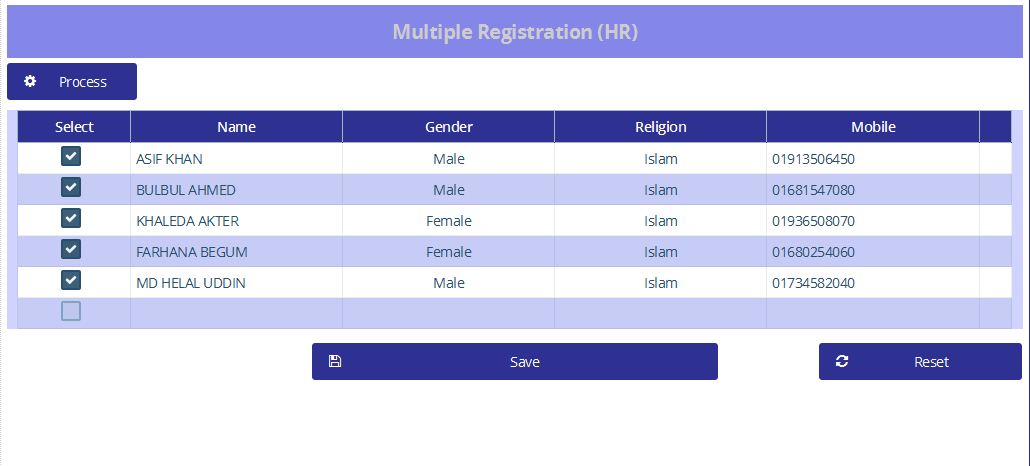 Multiple Registration (HR)
Process
Select Name Gender Religion Mobile
ASIF KHAN Male Islam 01913506450
BULBUL AHMED Male Islam 01681547080
KHALEDA AKTER Female Islam 01936508070
FARHANA BEGUM Female Islam 01680254060
MD HELAL UDDIN Male Islam 01734582040
Save Reset